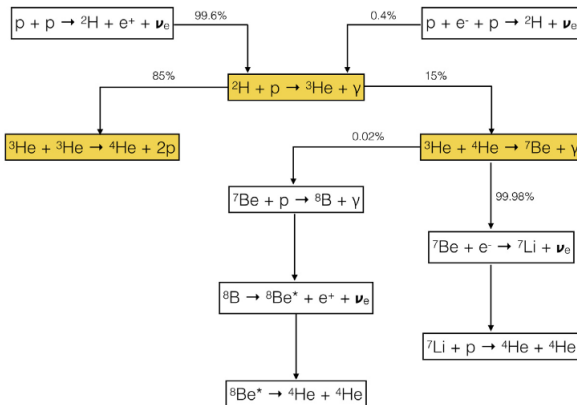 p + p → ²H + e⁺ + νₑ
99.6%
0.4%
p + e⁻ + p → ²H + νₑ
85%
²H + p → ³He + γ
15%
³He + ³He → ⁴He + 2p
0.02%
³He + ⁴He → ⁷Be + γ
⁷Be + p → ⁸B + γ
99.98%
⁷Be + e⁻ → ⁷Li + νₑ
⁸B → ⁸Be* + e⁺ + νₑ
⁷Li + p → ⁴He + ⁴He
⁸Be* → ⁴He + ⁴He